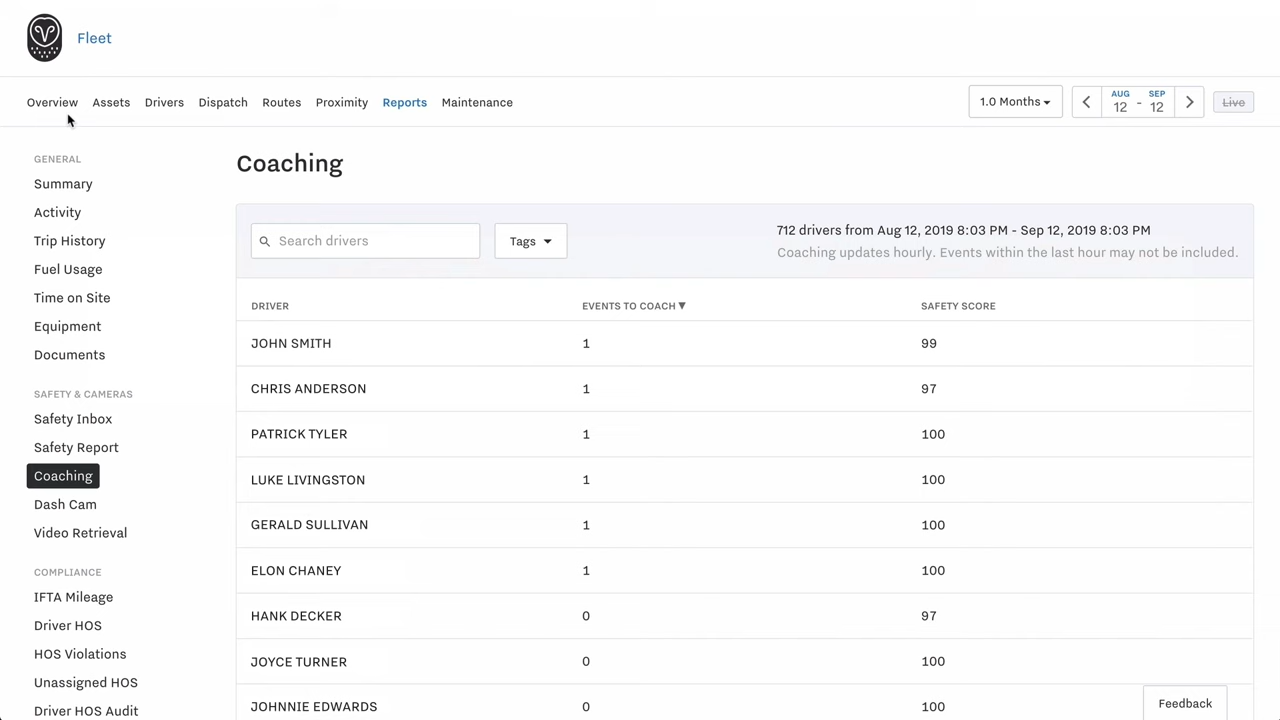 Fleet
Overview Assets Drivers Dispatch Routes Proximity Reports Maintenance 1.0 Months AUG 12 - SEP 12 Live
GENERAL
Summary
Activity
Trip History
Fuel Usage
Time on Site
Equipment
Documents
SAFETY & CAMERAS
Safety Inbox
Safety Report
Coaching
Dash Cam
Video Retrieval
COMPLIANCE
IFTA Mileage
Driver HOS
HOS Violations
Unassigned HOS
Driver HOS Audit
Coaching
Search drivers Tags
712 drivers from Aug 12, 2019 8:03 PM - Sep 12, 2019 8:03 PM
Coaching updates hourly. Events within the last hour may not be included.
DRIVER EVENTS TO COACH ▼ SAFETY SCORE
JOHN SMITH 1 99
CHRIS ANDERSON 1 97
PATRICK TYLER 1 100
LUKE LIVINGSTON 1 100
GERALD SULLIVAN 1 100
ELON CHANEY 1 100
HANK DECKER 0 97
JOYCE TURNER 0 100
JOHNNIE EDWARDS 0 100
Feedback